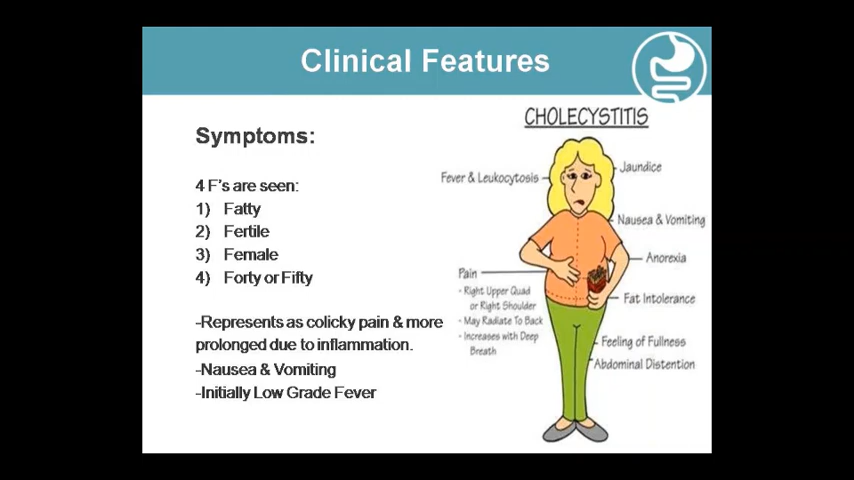 Clinical Features
Symptoms:
4 F's are seen:
1) Fatty
2) Fertile
3) Female
4) Forty or Fifty
-Represents as colicky pain & more
prolonged due to inflammation.
-Nausea & Vomiting
-Initially Low Grade Fever
CHOLECYSTITIS
Fever & Leukocytosis
Jaundice
Nausea & Vomiting
Anorexia
Pain
• Right Upper Quad
or Right Shoulder
• May Radiate To Back
• Increases with Deep
Breath
Fat Intolerance
Feeling of Fullness
Abdominal Distention